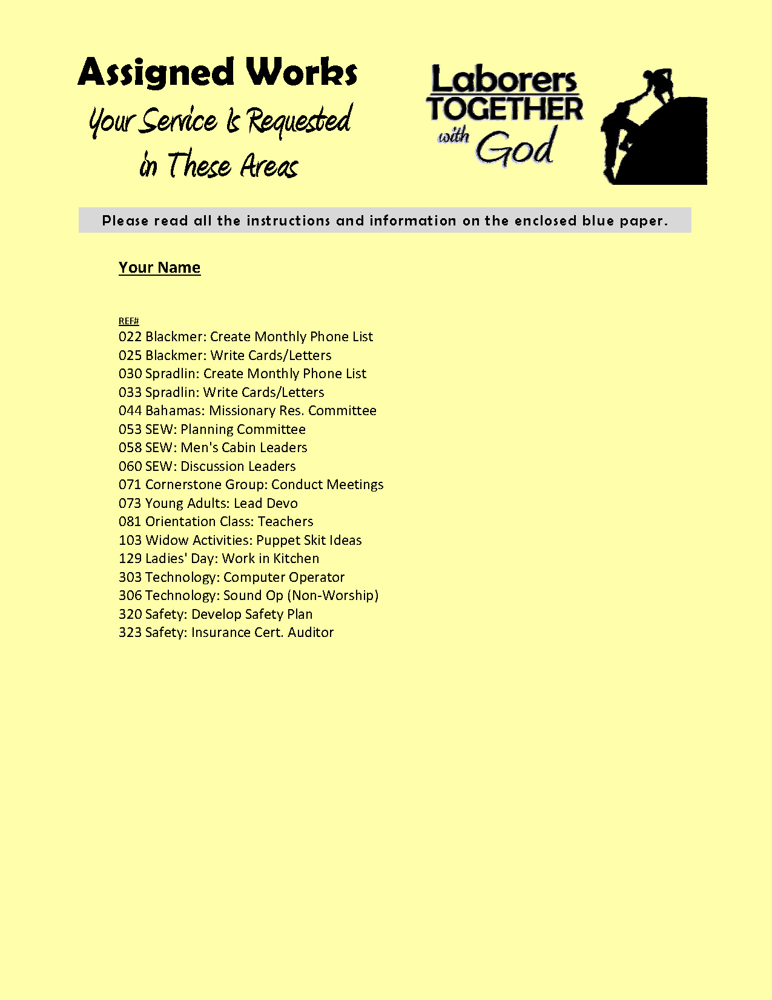 Assigned Works
Your Service Is Requested
in These Areas
Laborers
TOGETHER
with God
Please read all the instructions and information on the enclosed blue paper.
Your Name
REF#
022 Blackmer: Create Monthly Phone List
025 Blackmer: Write Cards/Letters
030 Spradlin: Create Monthly Phone List
033 Spradlin: Write Cards/Letters
044 Bahamas: Missionary Res. Committee
053 SEW: Planning Committee
058 SEW: Men's Cabin Leaders
060 SEW: Discussion Leaders
071 Cornerstone Group: Conduct Meetings
073 Young Adults: Lead Devo
081 Orientation Class: Teachers
103 Widow Activities: Puppet Skit Ideas
129 Ladies' Day: Work in Kitchen
303 Technology: Computer Operator
306 Technology: Sound Op (Non-Worship)
320 Safety: Develop Safety Plan
323 Safety: Insurance Cert. Auditor